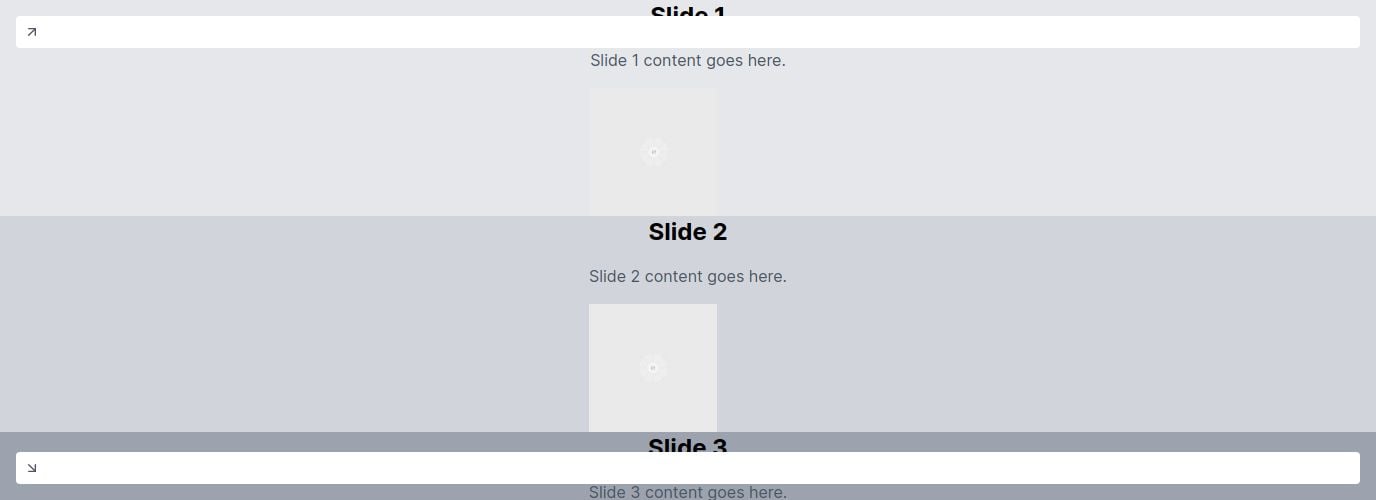 Slide 1
Slide 1 content goes here.
Slide 2
Slide 2 content goes here.
Slide 3
Slide 3 content goes here.